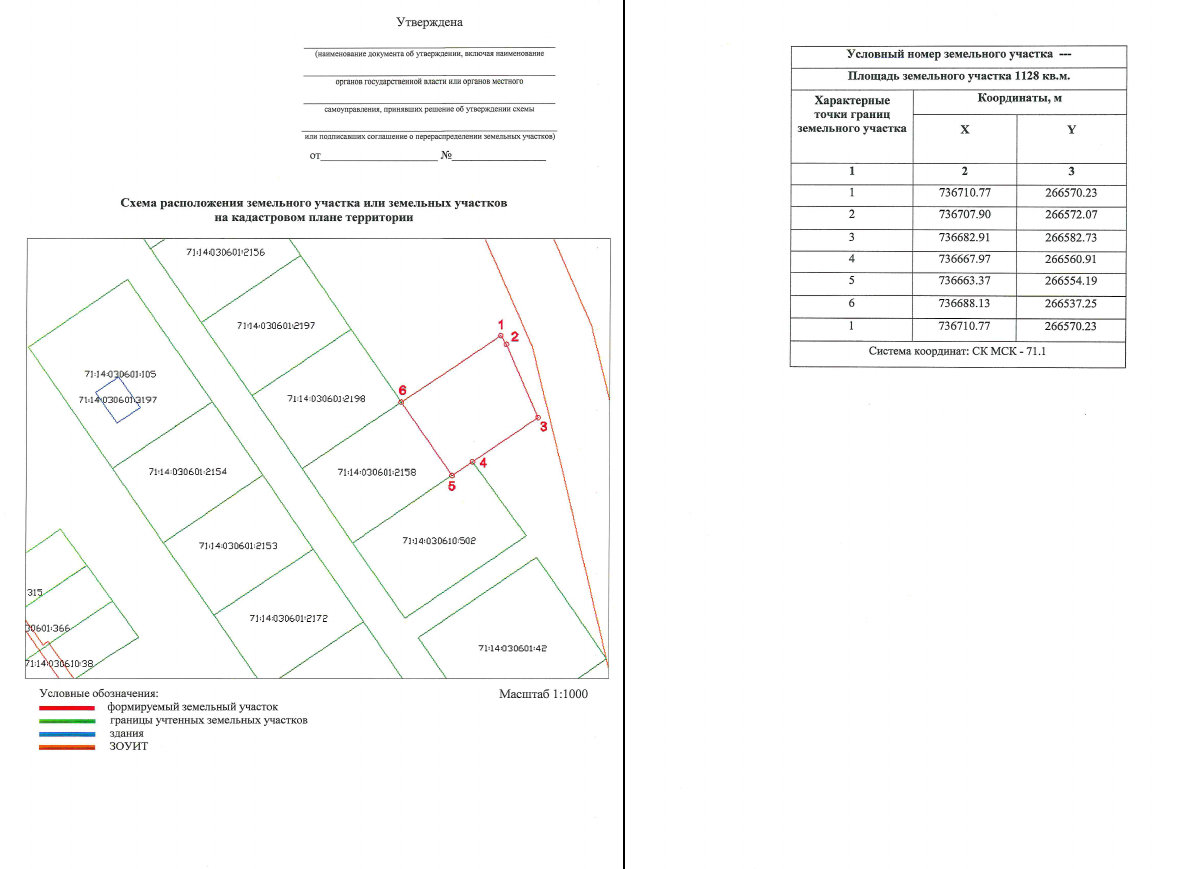 Утверждена
(наименование документа об утверждении, включая наименование
органов государственной власти или органов местного
самоуправления, принявших решение об утверждении схемы
или подписавших соглашение о перераспределении земельных участков)
от____________________ №________________
Схема расположения земельного участка или земельных участков
на кадастровом плане территории
71:14:030601:2156
71:14:030601:2197
71:14:030601:105
71:14:030601:3197
71:14:030601:2198
71:14:030601:2154
71:14:030601:2158
71:14:030601:2153
71:14:030610:502
71:14:030601:2172
71:14:030601:42
315
30601:366
71:14:030610:38
1
2
3
4
5
6
Условные обозначения:
Масштаб 1:1000
формируемый земельный участок
границы учтенных земельных участков
здания
ЗОУИТ
Условный номер земельного участка ---
Площадь земельного участка 1128 кв.м.
Характерные точки границ земельного участка
Координаты, м
X Y
1 2 3
1 736710.77 266570.23
2 736707.90 266572.07
3 736682.91 266582.73
4 736667.97 266560.91
5 736663.37 266554.19
6 736688.13 266537.25
1 736710.77 266570.23
Система координат: СК МСК - 71.1